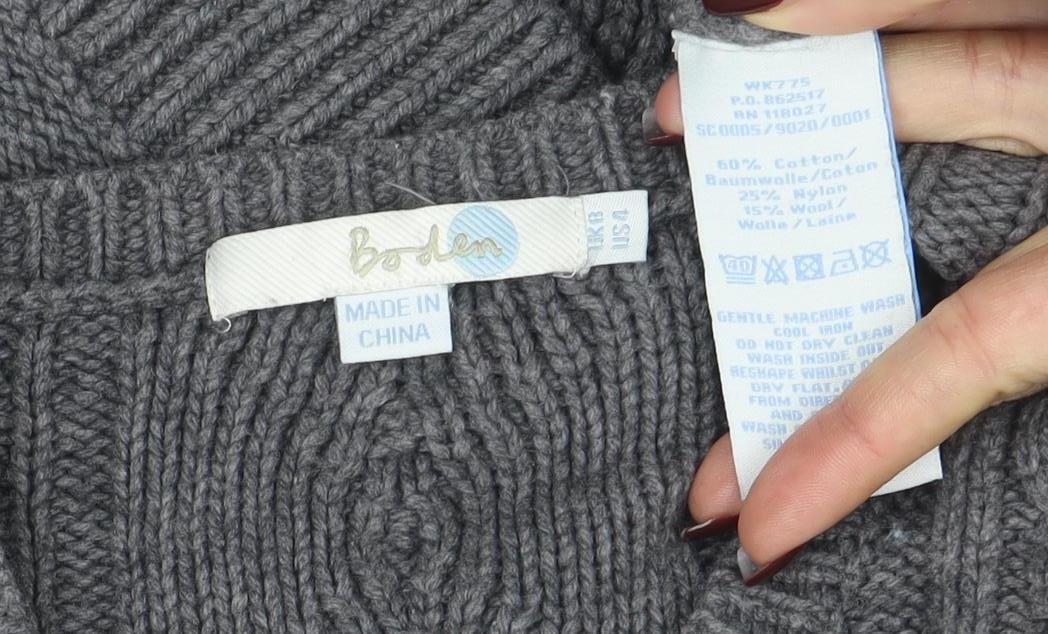 Boden
UK 8
US 4
MADE IN
CHINA
WK775
P.O. 862517
RN 118027
SC0005/9020/0001
60% Cotton/
Baumwolle/Coton
25% Nylon
15% Wool/
Wolle/Laine
40
GENTLE MACHINE WASH
COOL IRON
DO NOT DRY CLEAN
WASH INSIDE OUT.
RESHAPE WHILST
DRY FLAT.
FROM
AND
WASH